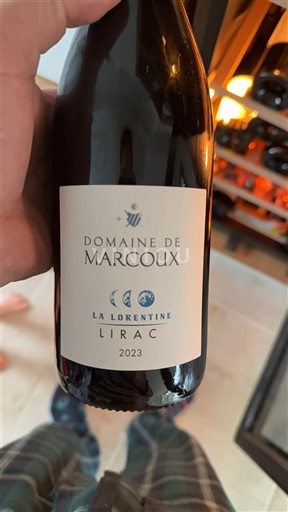 DOMAINE DE
MARCOUX
LA LORENTINE
LIRAC
2023